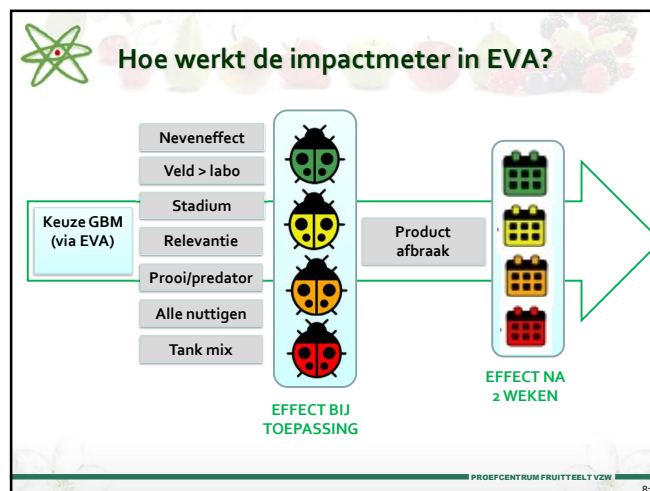 Hoe werkt de impactmeter in EVA?
Keuze GBM
(via EVA)
Neveneffect
Veld > labo
Stadium
Relevantie
Prooi/predator
Alle nuttigen
Tank mix
EFFECT BIJ
TOEPASSING
Product
afbraak
EFFECT NA
2 WEKEN
PROEFCENTRUM FRUITTEELT VZW